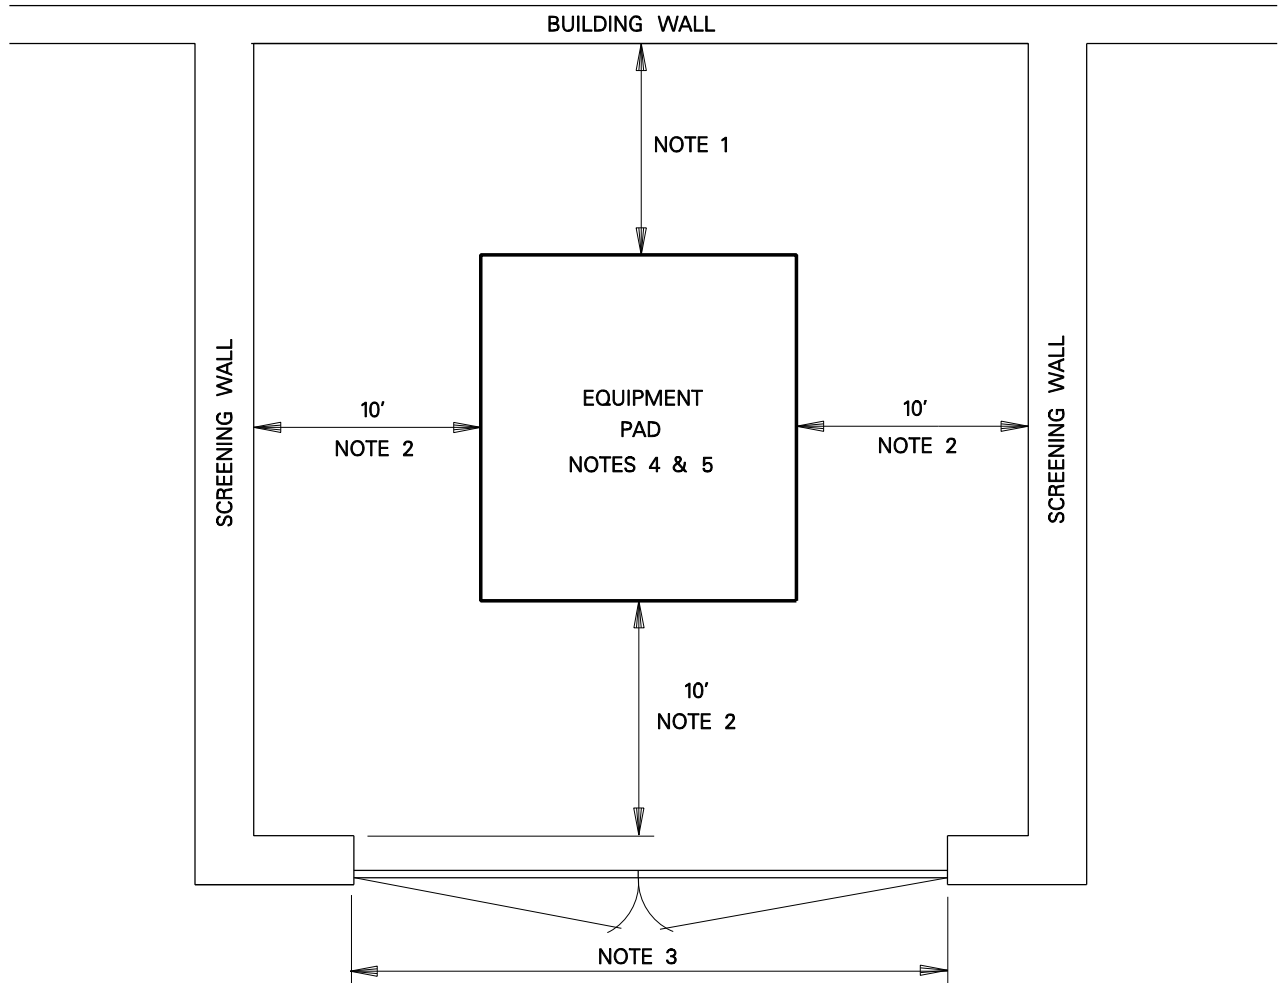 BUILDING WALL
NOTE 1
SCREENING WALL
10'
NOTE 2
EQUIPMENT
PAD
NOTES 4 & 5
10'
NOTE 2
SCREENING WALL
10'
NOTE 2
NOTE 3